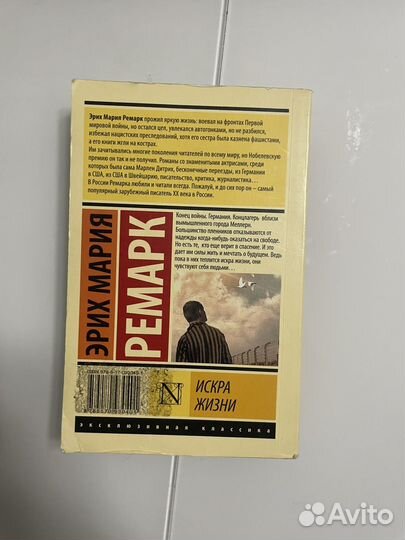 Эрих Мария Ремарк прожил яркую жизнь: воевал на фронтах Первой
мировой войны, но остался цел, увлекался автогонками, но не разбился,
избежал нацистских преследований, хотя его сестра была казнена фашистами,
а его книги жгли на кострах.
Им зачитывались многие поколения читателей по всему миру, но Нобелевскую
премию он так и не получил. Романы со знаменитыми актрисами, среди
которых была сама Марлен Дитрих, бесконечные переезды, из Германии
в США, из США в Швейцарию, писательство, критика, журналистика…
В России Ремарка любили и читали всегда. Пожалуй, и до сих пор он – самый
популярный зарубежный писатель XX века в России.
ЭРИХ МАРИЯ
РЕМАРК
Конец войны. Германия. Концлагерь вблизи
вымышленного города Меллерн.
Большинство пленников отказываются от
надежды когда-нибудь оказаться на свободе.
Но есть те, кто еще верит в спасение. И это
дает им силы жить и мечтать о будущем. Ведь
пока в них теплится искра жизни, они
чувствуют себя людьми…
ISBN 978-5-17-
N
ИСКРА
ЖИЗНИ
эксклюзивная классика
Avito